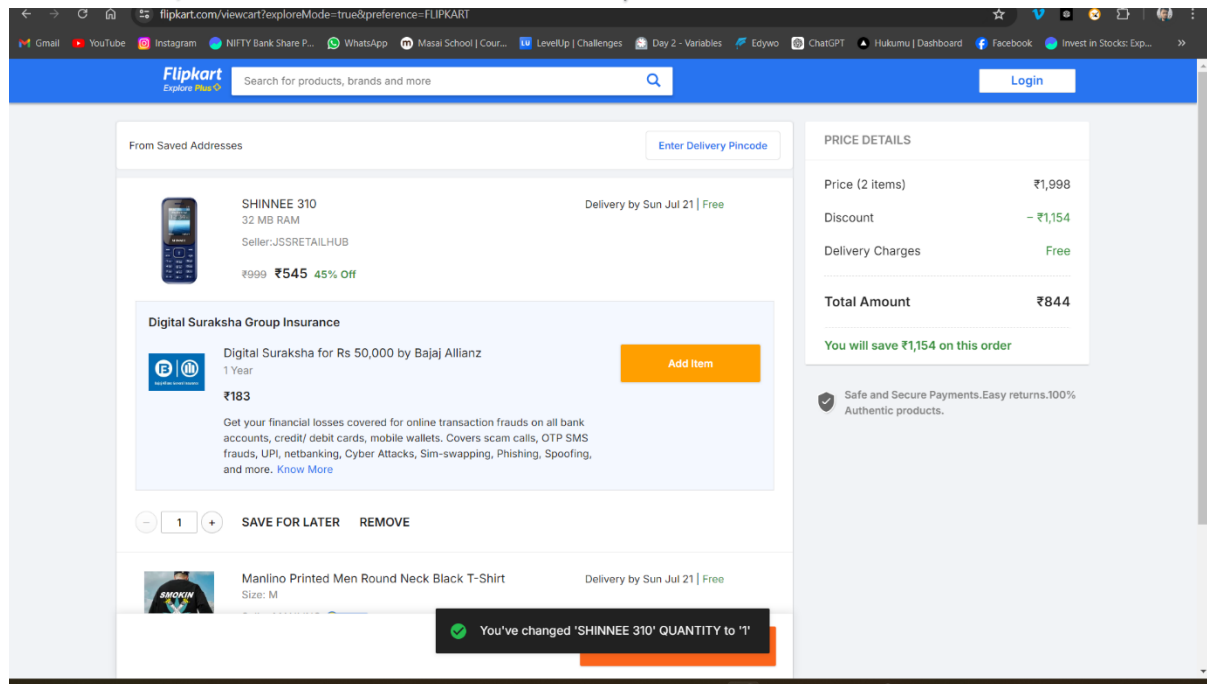 flipkart.com/viewcart?exploreMode=true&preference=FLIPKART
Gmail YouTube Instagram NIFTY Bank Share P... WhatsApp Masai School | Cour... LevelUp | Challenges Day 2 - Variables Edywo ChatGPT Hukumu | Dashboard Facebook Invest in Stocks: Exp... »
Flipkart
Explore Plus
Search for products, brands and more
Login
From Saved Addresses
Enter Delivery Pincode
SHINNEE 310
32 MB RAM
Seller:JSSRETAILHUB
₹999 ₹545 45% Off
Delivery by Sun Jul 21 | Free
Digital Suraksha Group Insurance
Digital Suraksha for Rs 50,000 by Bajaj Allianz
1 Year
₹183
Get your financial losses covered for online transaction frauds on all bank
accounts, credit/ debit cards, mobile wallets. Covers scam calls, OTP SMS
frauds, UPI, netbanking, Cyber Attacks, Sim-swapping, Phishing, Spoofing,
and more. Know More
Add Item
− 1 + SAVE FOR LATER REMOVE
SMOKIN
Manlino Printed Men Round Neck Black T-Shirt
Size: M
Delivery by Sun Jul 21 | Free
You've changed 'SHINNEE 310' QUANTITY to '1'
PRICE DETAILS
Price (2 items) ₹1,998
Discount − ₹1,154
Delivery Charges Free
Total Amount ₹844
You will save ₹1,154 on this order
Safe and Secure Payments.Easy returns.100%
Authentic products.